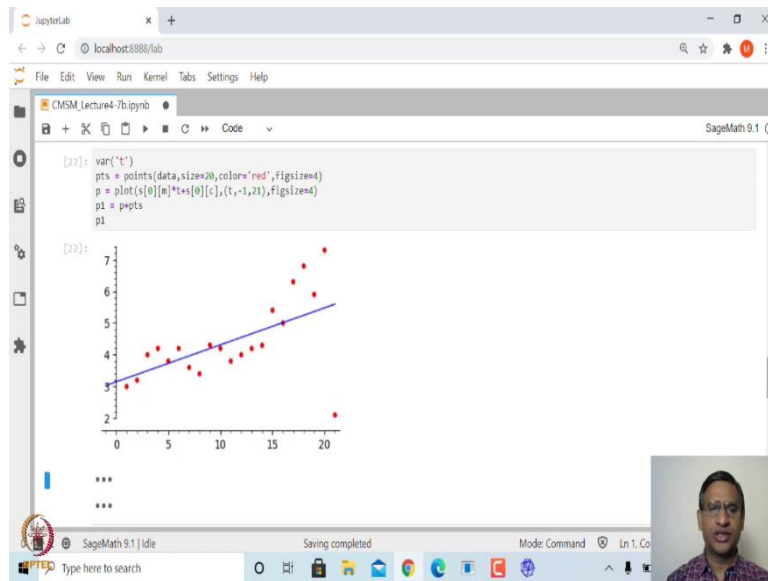 JupyterLab
localhost:8888/lab
M
File Edit View Run Kernel Tabs Settings Help
CMSM_Lecture4-7b.ipynb
Code
SageMath 9.1
[22]:
var('t')
pts = points(data,size=20,color='red',figsize=4)
p = plot(s[0][m]*t+s[0][c],(t,-1,21),figsize=4)
p1 = p+pts
p1
[22]:
7
6
5
4
3
2
0 5 10 15 20
SageMath 9.1 | Idle
Saving completed
Mode: Command
Ln 1, Co
NPTEL
Type here to search